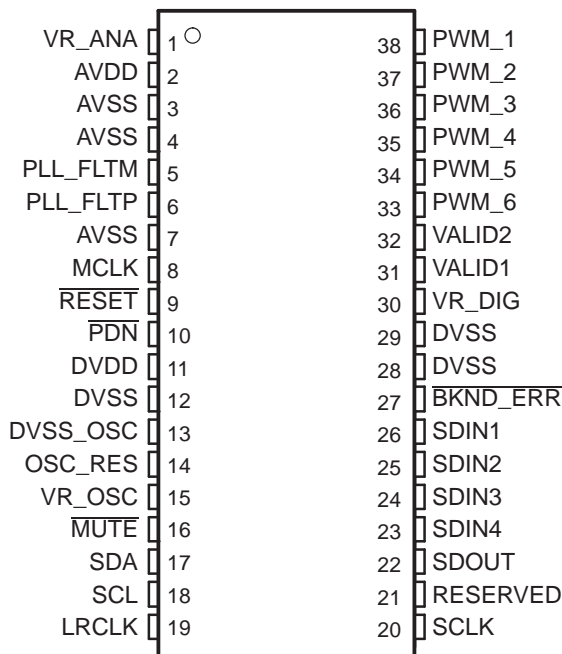 VR_ANA 1 38 PWM_1
AVDD 2 37 PWM_2
AVSS 3 36 PWM_3
AVSS 4 35 PWM_4
PLL_FLTM 5 34 PWM_5
PLL_FLTP 6 33 PWM_6
AVSS 7 32 VALID2
MCLK 8 31 VALID1
RESET 9 30 VR_DIG
PDN 10 29 DVSS
DVDD 11 28 DVSS
DVSS 12 27 BKND_ERR
DVSS_OSC 13 26 SDIN1
OSC_RES 14 25 SDIN2
VR_OSC 15 24 SDIN3
MUTE 16 23 SDIN4
SDA 17 22 SDOUT
SCL 18 21 RESERVED
LRCLK 19 20 SCLK